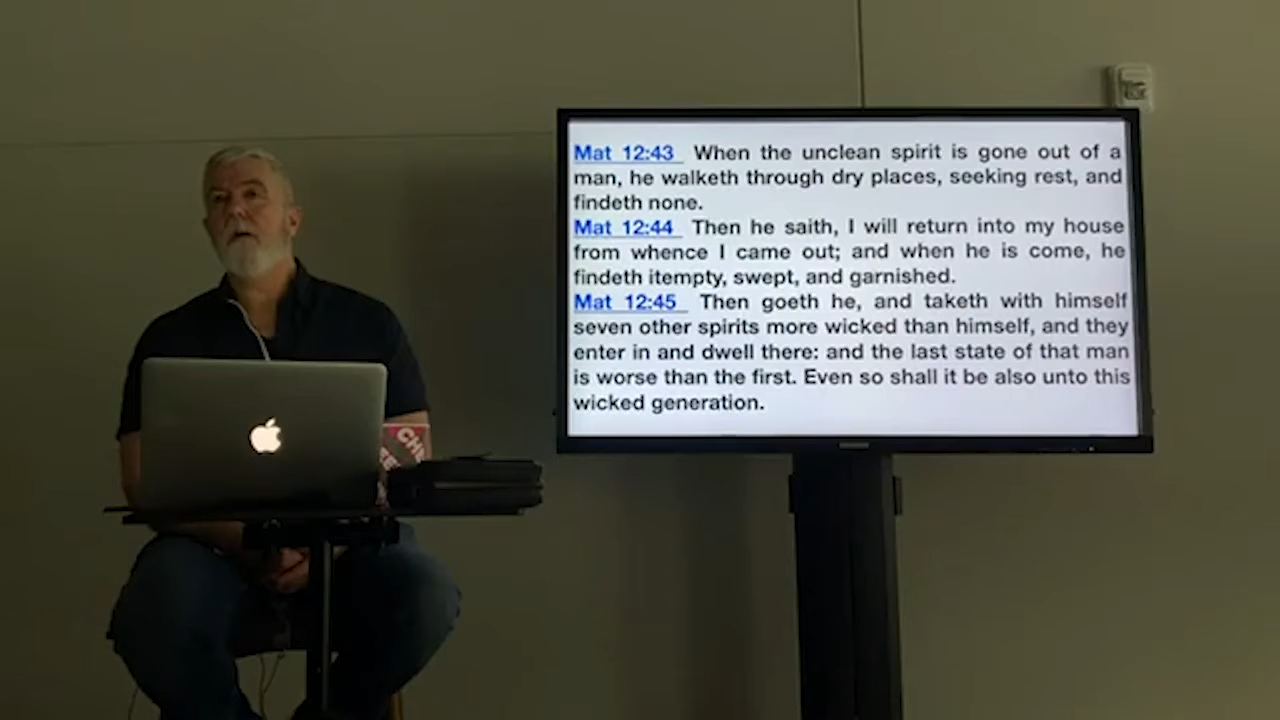 Mat 12:43 When the unclean spirit is gone out of a
man, he walketh through dry places, seeking rest, and
findeth none.
Mat 12:44 Then he saith, I will return into my house
from whence I came out; and when he is come, he
findeth itempty, swept, and garnished.
Mat 12:45 Then goeth he, and taketh with himself
seven other spirits more wicked than himself, and they
enter in and dwell there: and the last state of that man
is worse than the first. Even so shall it be also unto this
wicked generation.